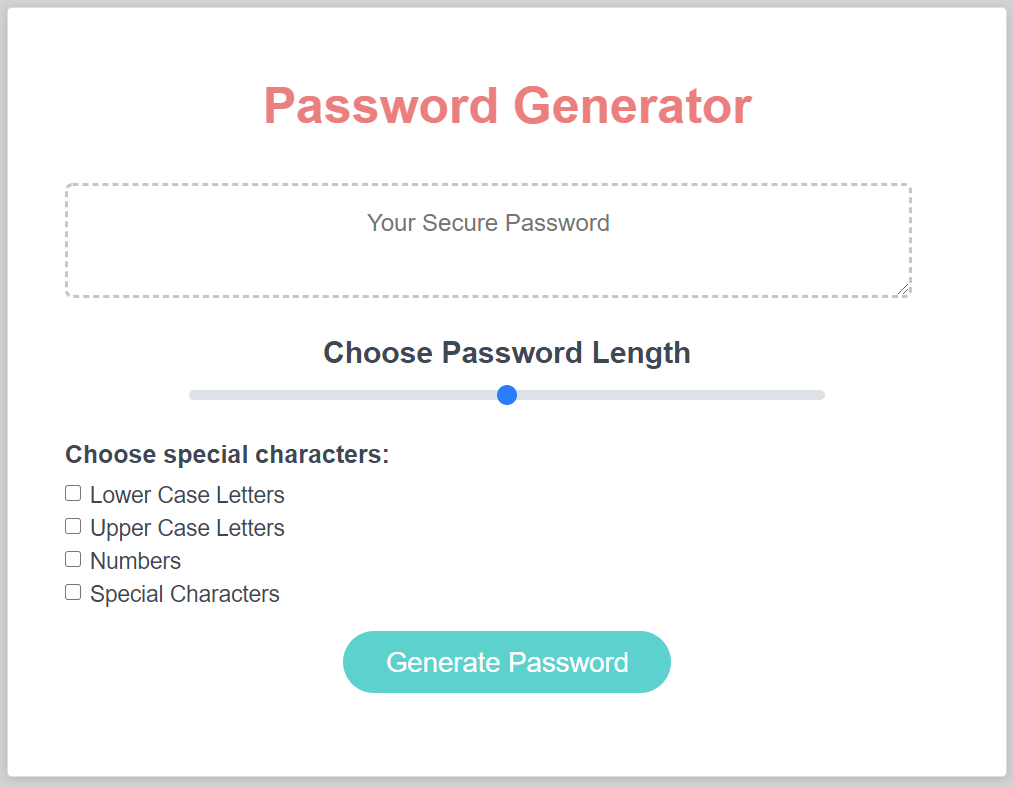 Password Generator
Your Secure Password
Choose Password Length
Choose special characters:
Lower Case Letters
Upper Case Letters
Numbers
Special Characters
Generate Password